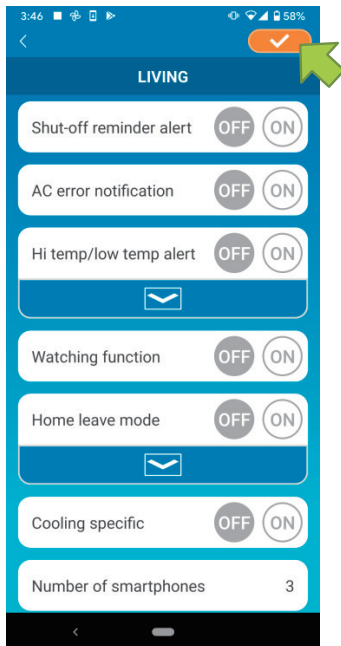 3:46 58%
LIVING
Shut-off reminder alert OFF ON
AC error notification OFF ON
Hi temp/low temp alert OFF ON
Watching function OFF ON
Home leave mode OFF ON
Cooling specific OFF ON
Number of smartphones 3